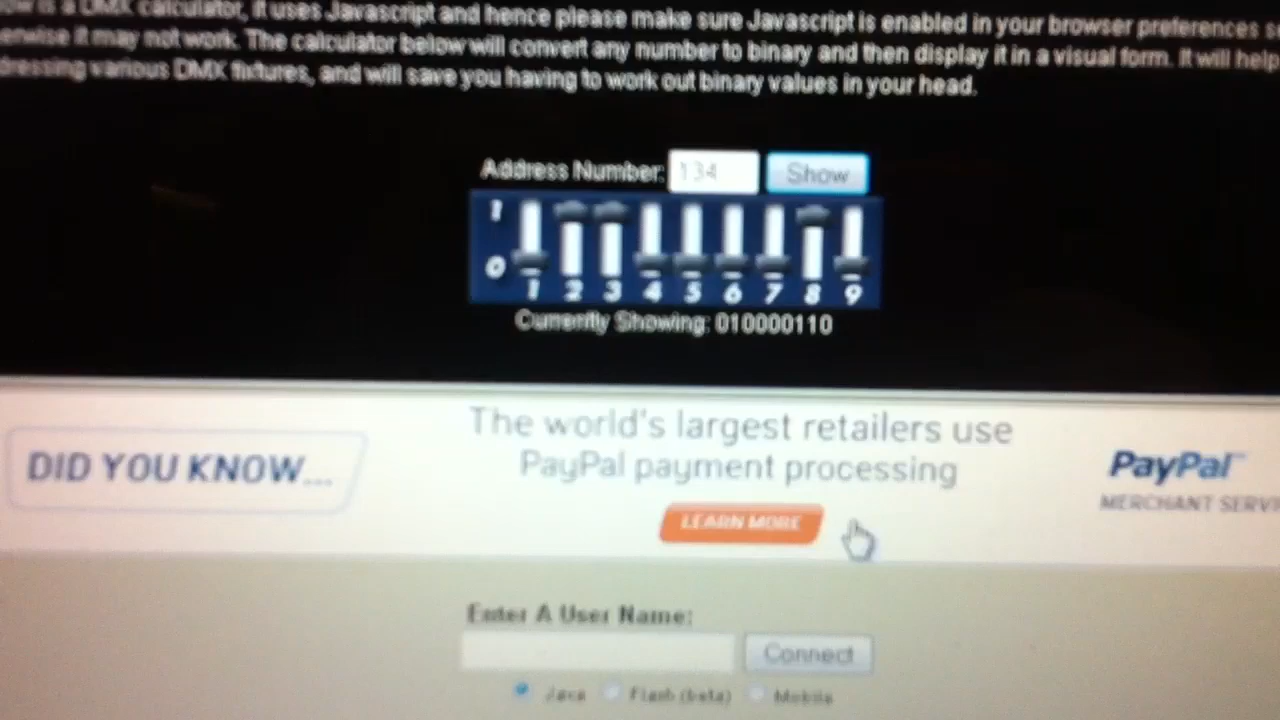 is a DMX calculator, it uses Javascript and hence please make sure Javascript is enabled in your browser preferences
it may not work. The calculator below will convert any number to binary and then display it in a visual form. It will help
various DMX fixtures, and will save you having to work out binary values in your head.
Address Number: 134 Show
1
0
1 2 3 4 5 6 7 8 9
Currently Showing: 010000110
DID YOU KNOW...
The world's largest retailers use
PayPal payment processing
LEARN MORE
PayPal™
MERCHANT
Enter A User Name:
Connect
Java Flash (beta) Mobile